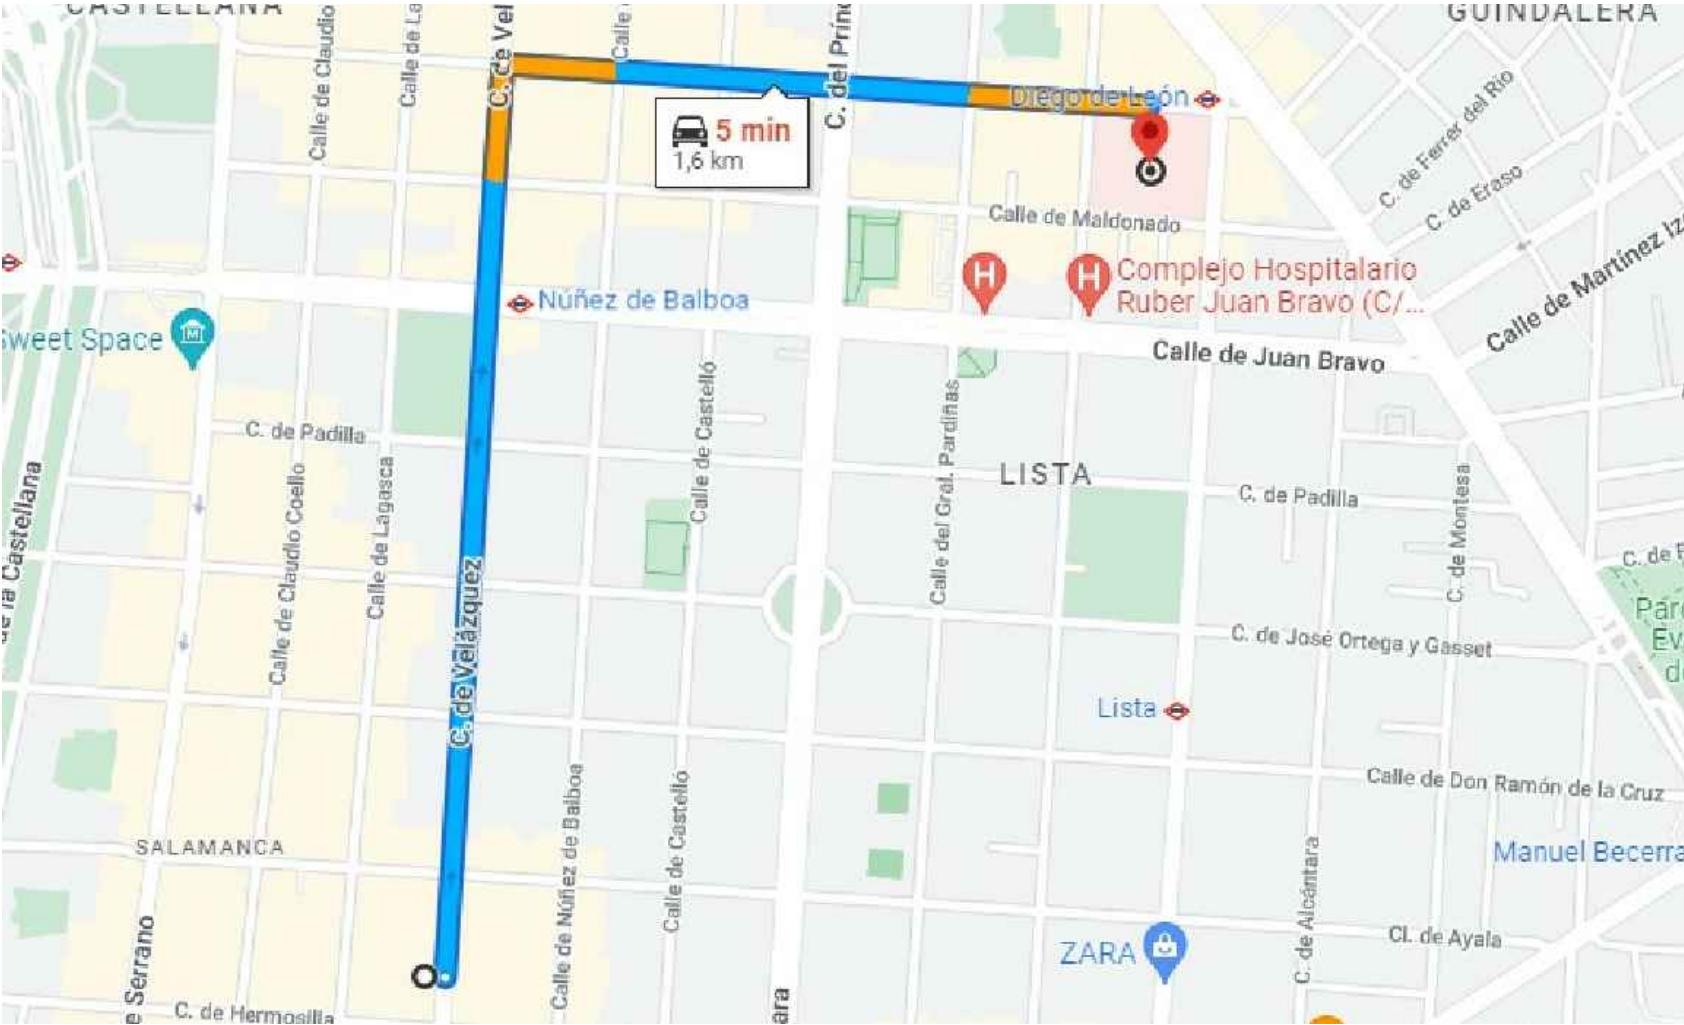 CASTELLANA
GUINDALERA
Calle de Claudio
Calle de La
C. de Vel
Calle
C. del Prínc
Diego de León
5 min
1,6 km
C. de Ferrer del Río
C. de Eraso
Calle de Maldonado
Complejo Hospitalario
Ruber Juan Bravo (C/...
H
H
Calle de Martínez Iz
Núñez de Balboa
Sweet Space
M
Calle de Juan Bravo
C. de Padilla
Calle de Castelló
Calle del Gral. Pardiñas
LISTA
C. de Padilla
de la Castellana
Calle de Claudio Coello
Calle de Lagasca
C. de Montesa
C. de
C. de Velázquez
Parq
Ev
d
C. de José Ortega y Gasset
Lista
Calle de Don Ramón de la Cruz
SALAMANCA
Calle de Núñez de Balboa
Calle de Castelló
Manuel Becerra
C. de Alcántara
Cl. de Ayala
ZARA
e Serrano
C. de Hermosilla
ara